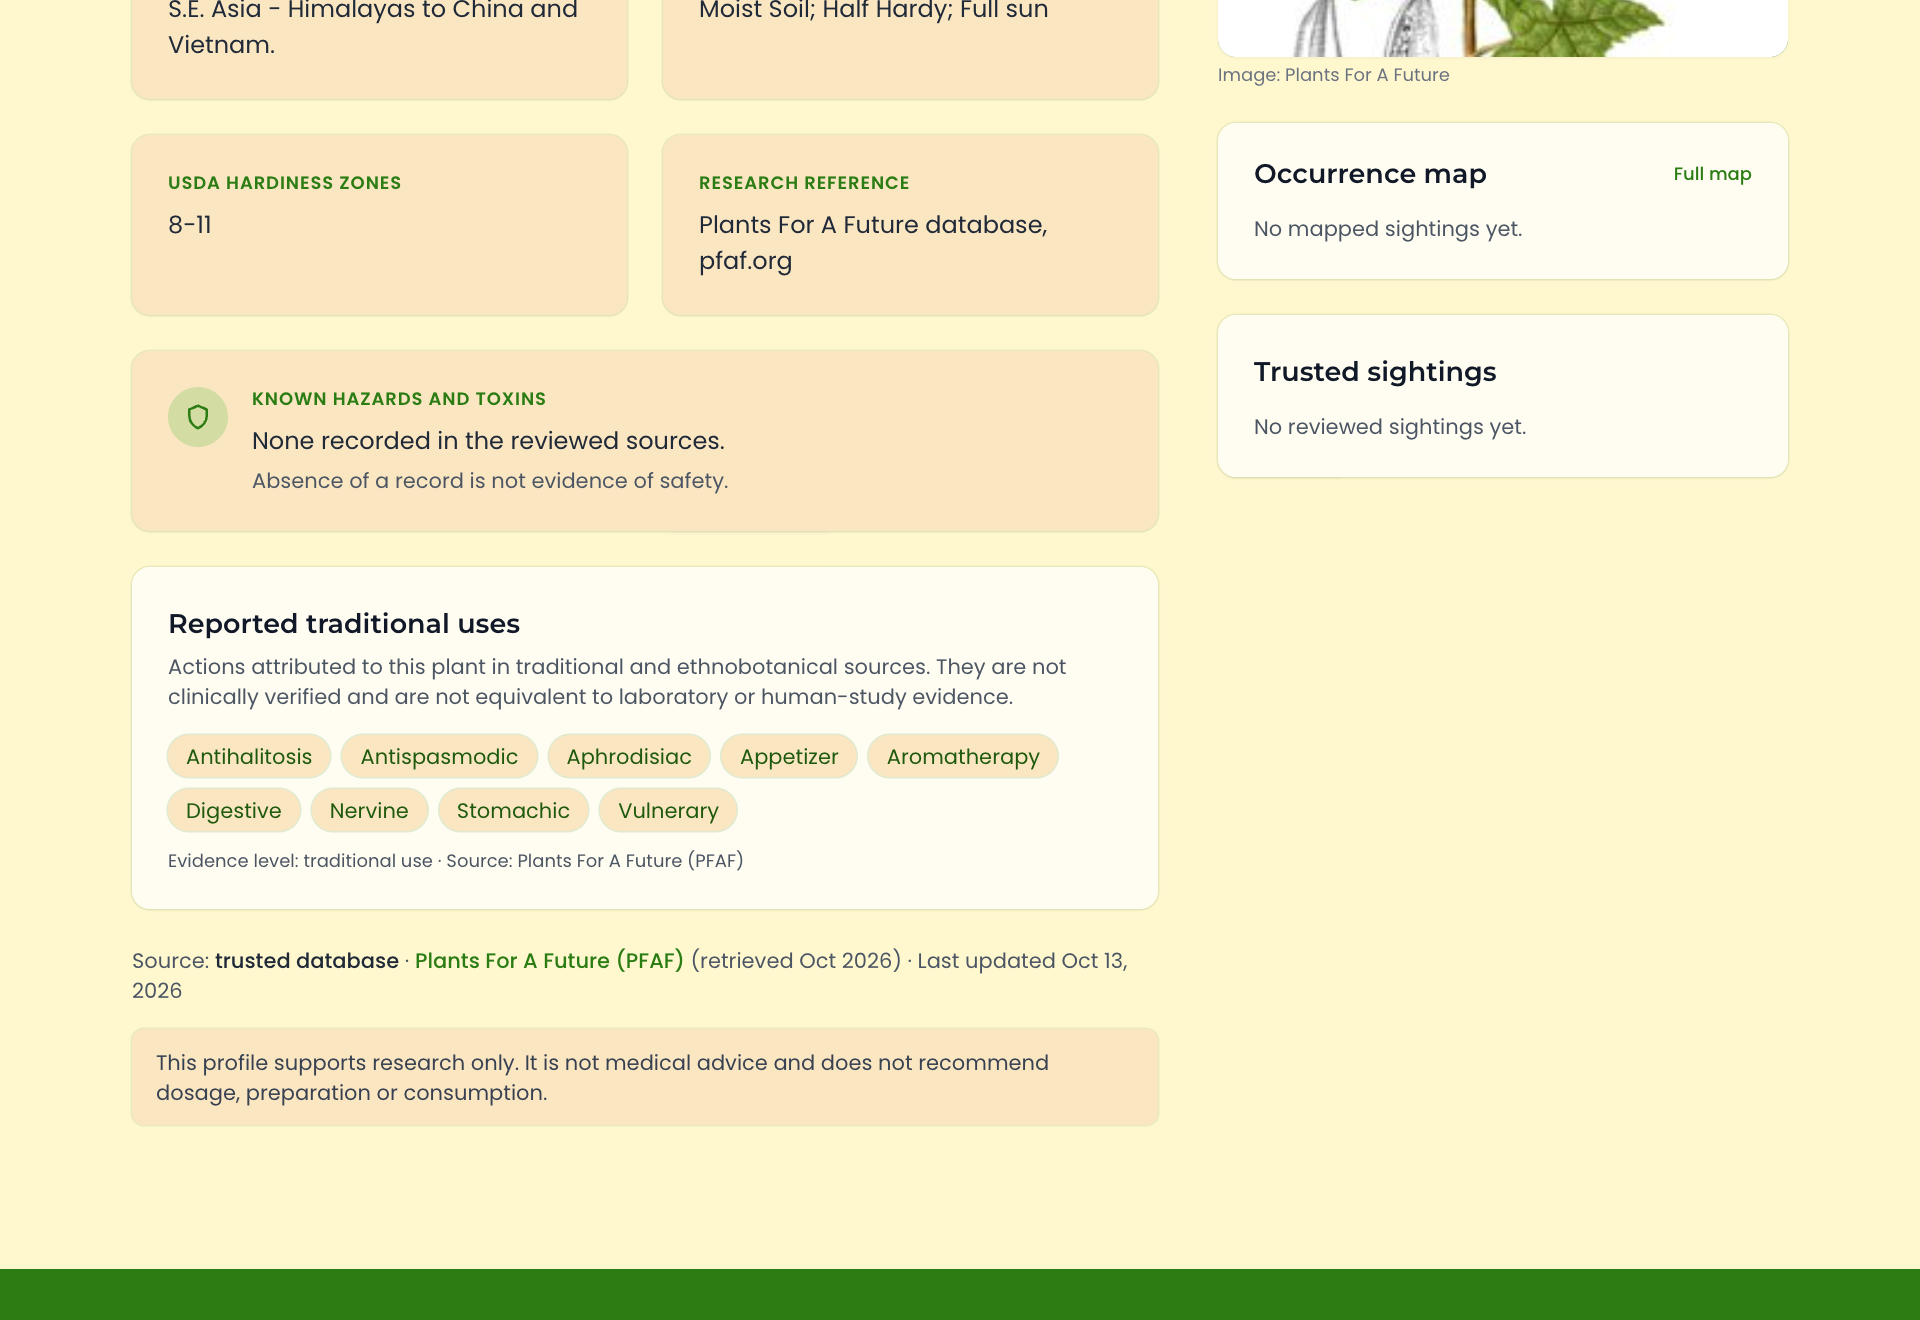 S.E. Asia - Himalayas to China and
Vietnam.
Moist Soil; Half Hardy; Full sun
USDA HARDINESS ZONES
8-11
RESEARCH REFERENCE
Plants For A Future database,
pfaf.org
KNOWN HAZARDS AND TOXINS
None recorded in the reviewed sources.
Absence of a record is not evidence of safety.
Reported traditional uses
Actions attributed to this plant in traditional and ethnobotanical sources. They are not
clinically verified and are not equivalent to laboratory or human-study evidence.
Antihalitosis Antispasmodic Aphrodisiac Appetizer Aromatherapy
Digestive Nervine Stomachic Vulnerary
Evidence level: traditional use · Source: Plants For A Future (PFAF)
Source: trusted database · Plants For A Future (PFAF) (retrieved Oct 2026) · Last updated Oct 13,
2026
This profile supports research only. It is not medical advice and does not recommend
dosage, preparation or consumption.
Image: Plants For A Future
Occurrence map
Full map
No mapped sightings yet.
Trusted sightings
No reviewed sightings yet.